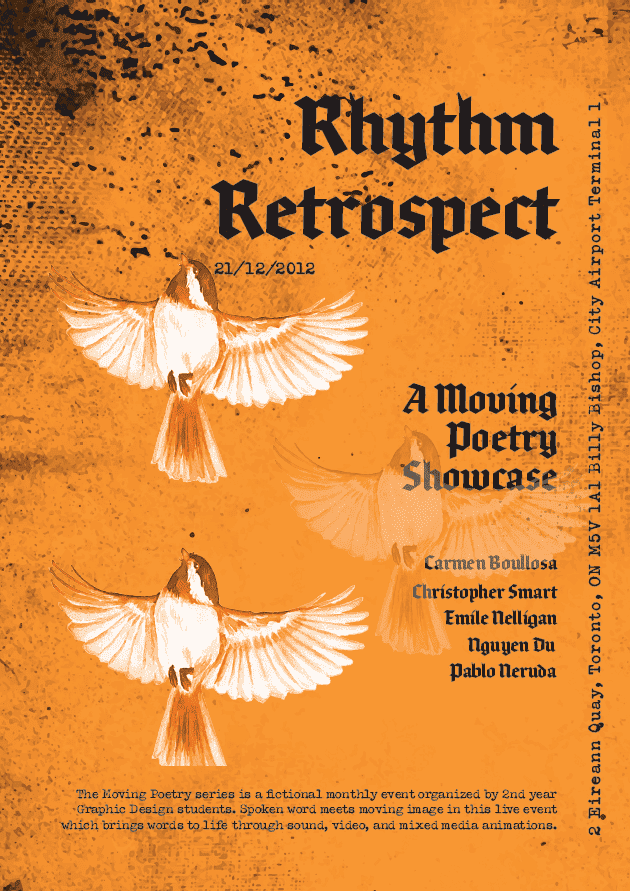 Rhythm
Retrospect
21/12/2012
A Moving
Poetry
Showcase
Carmen Boullosa
Christopher Smart
Emile Nelligan
Nguyen Du
Pablo Neruda
The Moving Poetry series is a fictional monthly event organized by 2nd year
Graphic Design students. Spoken word meets moving image in this live event
which brings words to life through sound, video, and mixed media animations.
2 Eireann Quay, Toronto, ON M5V 1A1 Billy Bishop, City Airport Terminal 1